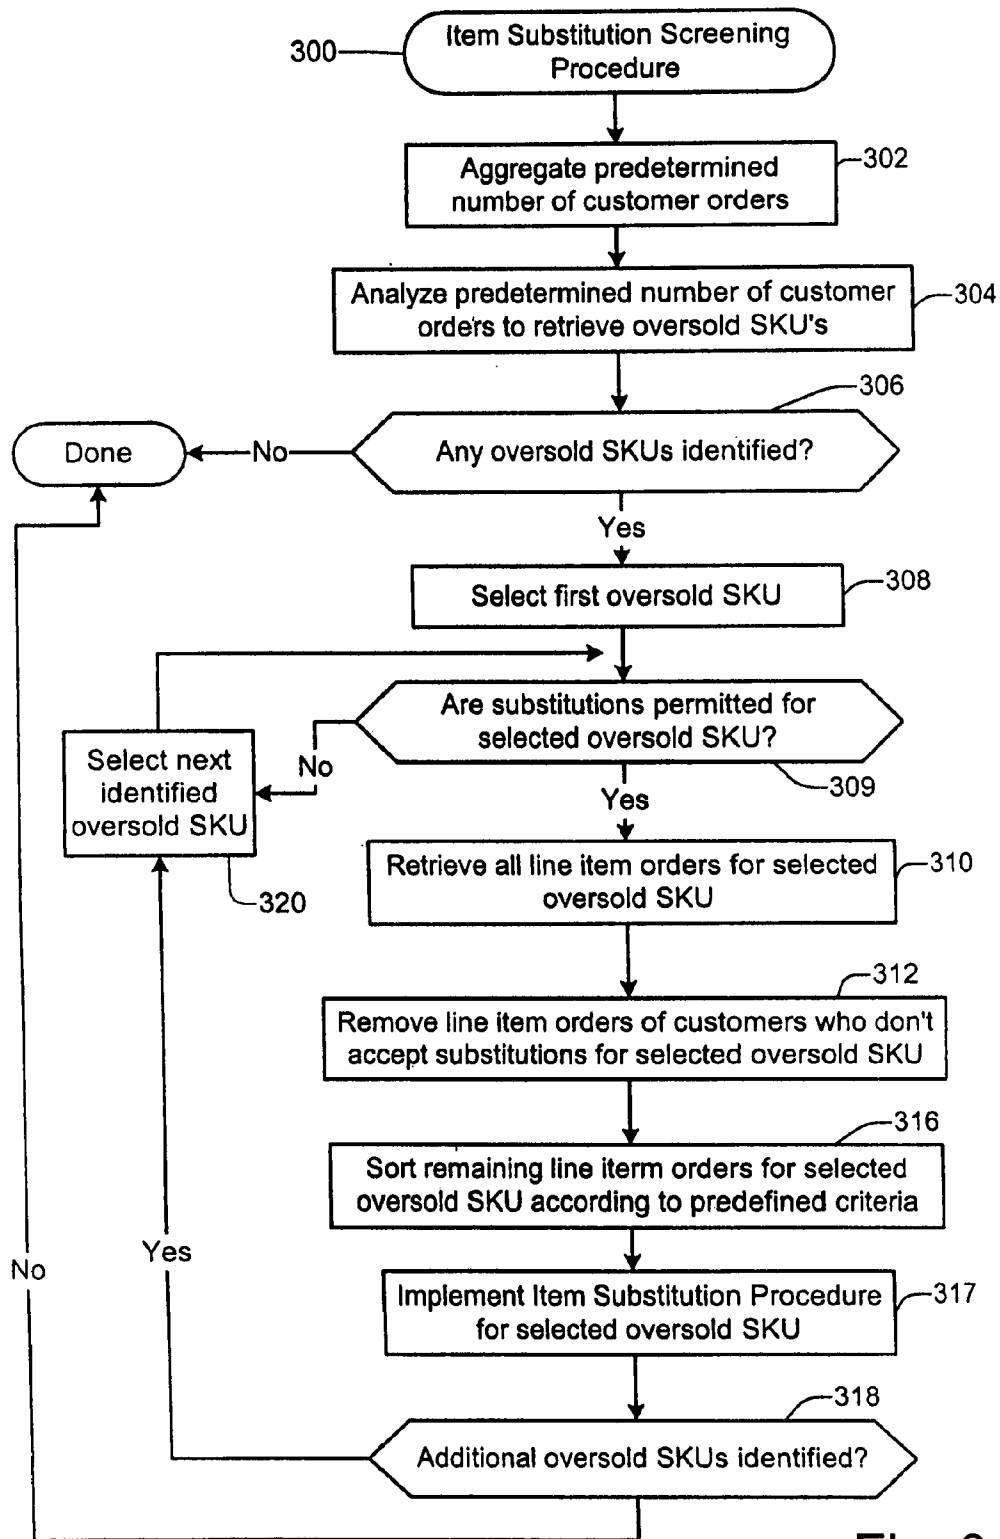 Item Substitution Screening
Procedure
300
Aggregate predetermined
number of customer orders
302
Analyze predetermined number of customer
orders to retrieve oversold SKU's
304
306
Any oversold SKUs identified?
No
Done
Yes
Select first oversold SKU
308
Are substitutions permitted for
selected oversold SKU?
309
No
Select next
identified
oversold SKU
320
Yes
Retrieve all line item orders for selected
oversold SKU
310
312
Remove line item orders of customers who don't
accept substitutions for selected oversold SKU
316
Sort remaining line iterm orders for selected
oversold SKU according to predefined criteria
Implement Item Substitution Procedure
for selected oversold SKU
317
318
Additional oversold SKUs identified?
Yes
No